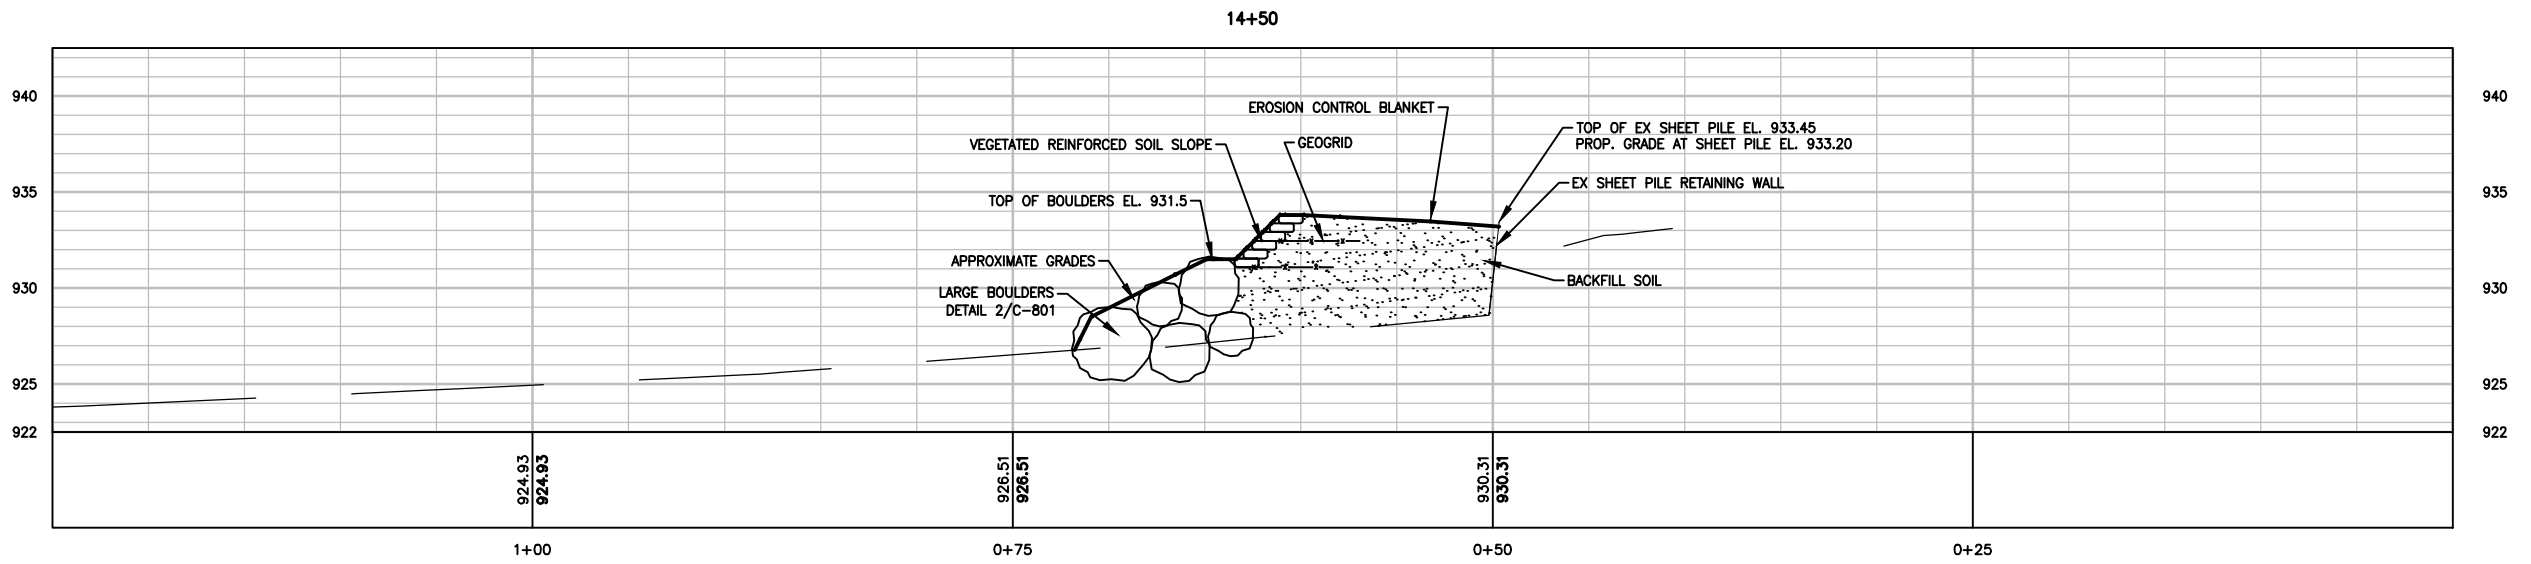 14+50
940
940
EROSION CONTROL BLANKET
TOP OF EX SHEET PILE EL. 933.45
PROP. GRADE AT SHEET PILE EL. 933.20
VEGETATED REINFORCED SOIL SLOPE
GEOGRID
935
935
EX SHEET PILE RETAINING WALL
TOP OF BOULDERS EL. 931.5
APPROXIMATE GRADES
930
930
BACKFILL SOIL
LARGE BOULDERS
DETAIL 2/C-801
925
925
922
922
924.93
924.93
926.51
926.51
930.31
930.31
1+00
0+75
0+50
0+25